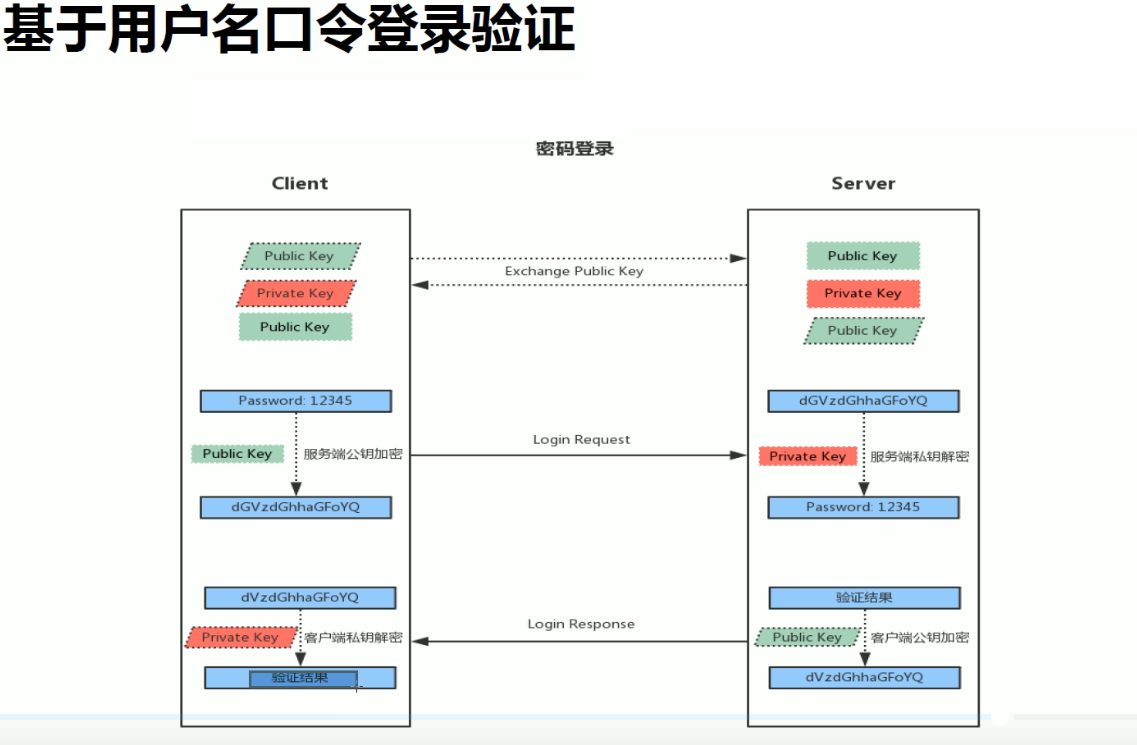 基于用户名口令登录验证
密码登录
Client
Server
Public Key
Private Key
Public Key
Exchange Public Key
Public Key
Private Key
Public Key
Password: 12345
Public Key
服务端公钥加密
dGVzdGhhaGFoYQ
Login Request
dGVzdGhhaGFoYQ
Private Key
服务端私钥解密
Password: 12345
dVzdGhhaGFoYQ
Private Key
客户端私钥解密
验证结果
Login Response
验证结果
Public Key
客户端公钥加密
dVzdGhhaGFoYQ